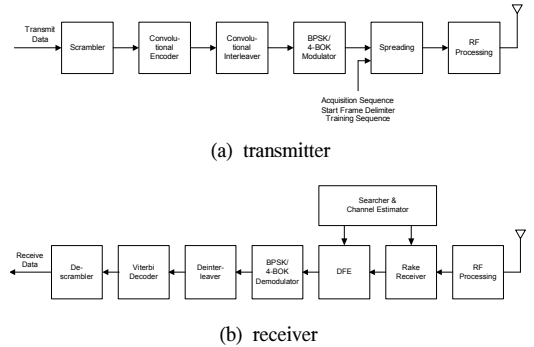 Transmit
Data
Scrambler
Convolu-
tional
Encoder
Convolu-
tional
Interleaver
BPSK/
4-BOK
Modulator
Spreading
RF
Processing
Acquisition Sequence
Start Frame Delimiter
Training Sequence
(a) transmitter
Searcher &
Channel Estimator
Receive
Data
De-
scrambler
Viterbi
Decoder
Deinter-
leaver
BPSK/
4-BOK
Demodulator
DFE
Rake
Receiver
RF
Processing
(b) receiver